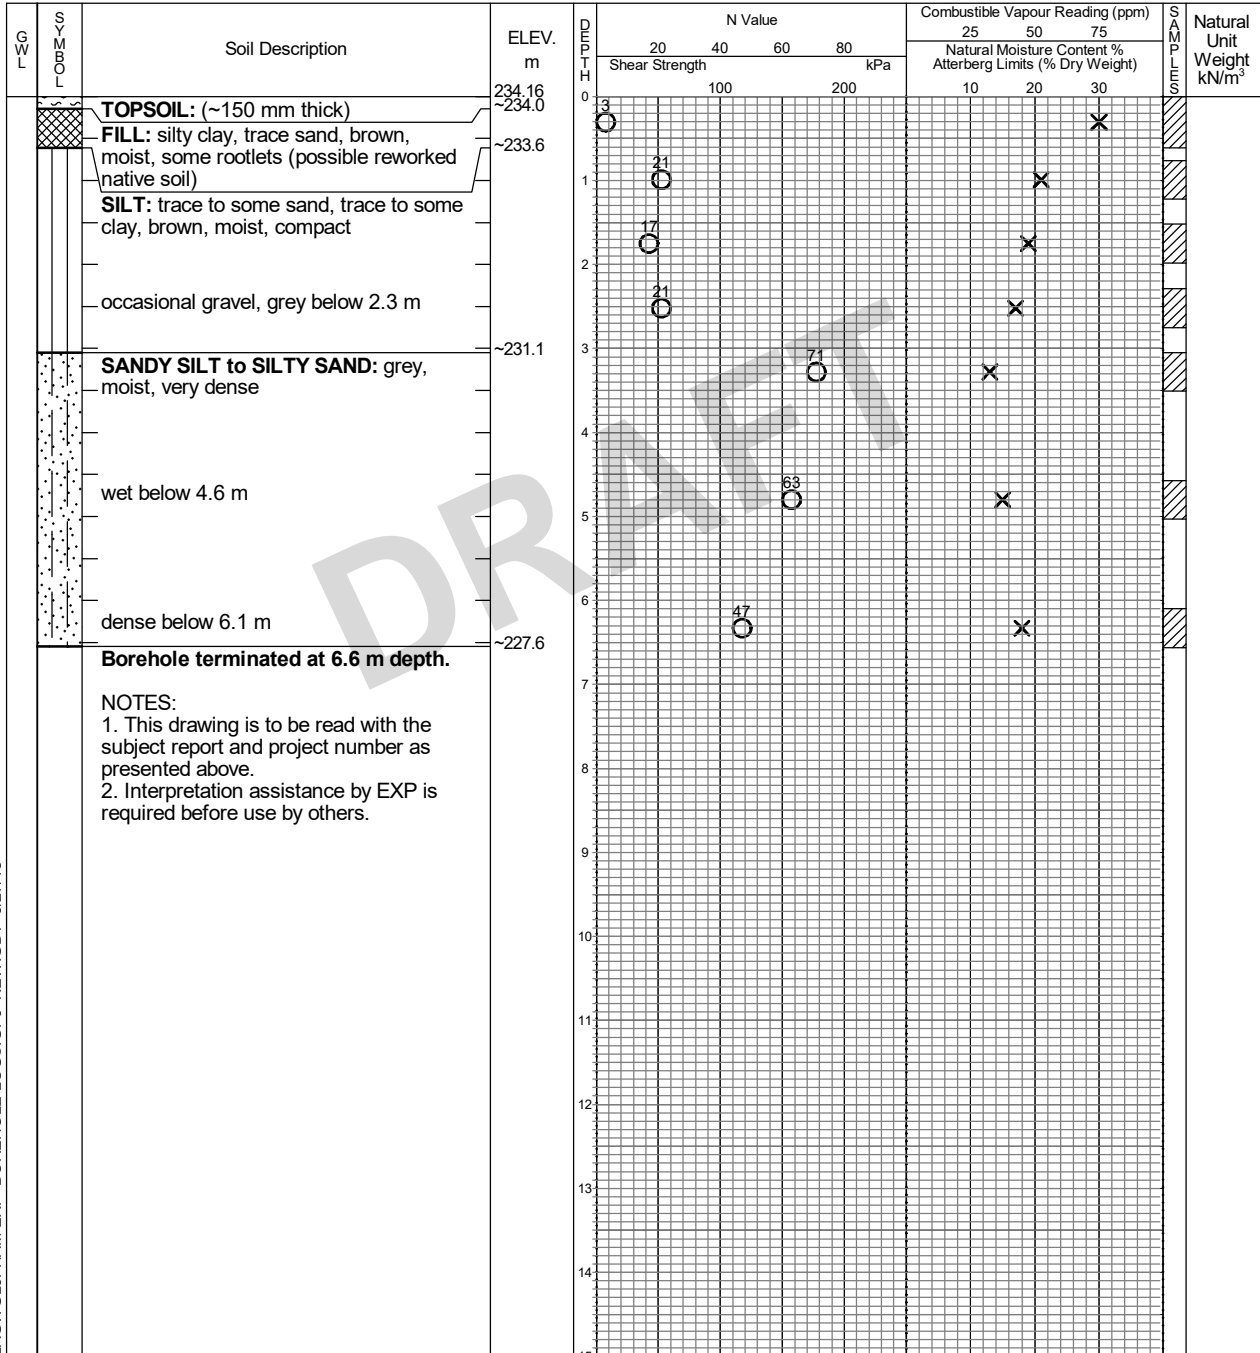 GWL
SYMBOL
Soil Description
ELEV.
m
DEPTH
N Value
20 40 60 80
Shear Strength kPa
100 200
Combustible Vapour Reading (ppm)
25 50 75
Natural Moisture Content %
Atterberg Limits (% Dry Weight)
10 20 30
SAMPLES
Natural
Unit
Weight
kN/m³
234.16
0
TOPSOIL: (~150 mm thick)
~234.0
3
FILL: silty clay, trace sand, brown,
moist, some rootlets (possible reworked
native soil)
~233.6
21
1
SILT: trace to some sand, trace to some
clay, brown, moist, compact
17
2
occasional gravel, grey below 2.3 m
21
~231.1
3
SANDY SILT to SILTY SAND: grey,
moist, very dense
71
4
wet below 4.6 m
63
5
6
dense below 6.1 m
47
~227.6
Borehole terminated at 6.6 m depth.
7
NOTES:
1. This drawing is to be read with the
subject report and project number as
presented above.
2. Interpretation assistance by EXP is
required before use by others.
8
9
10
11
12
13
14
DRAFT